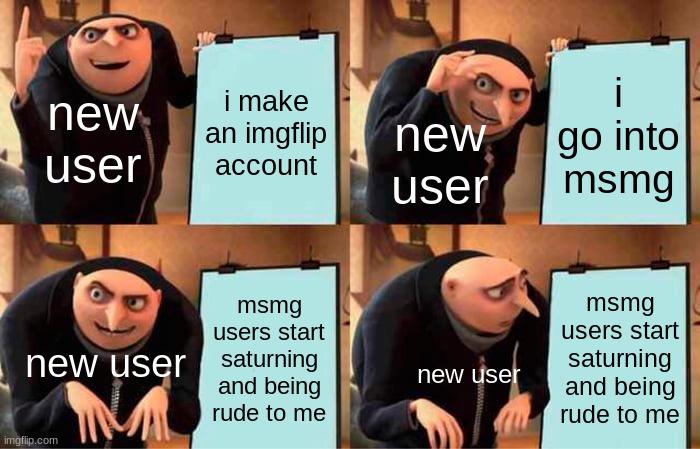 new
user
i make
an imgflip
account
new
user
i
go into
msmg
new user
msmg
users start
saturning
and being
rude to me
new user
msmg
users start
saturning
and being
rude to me
imgflip.com